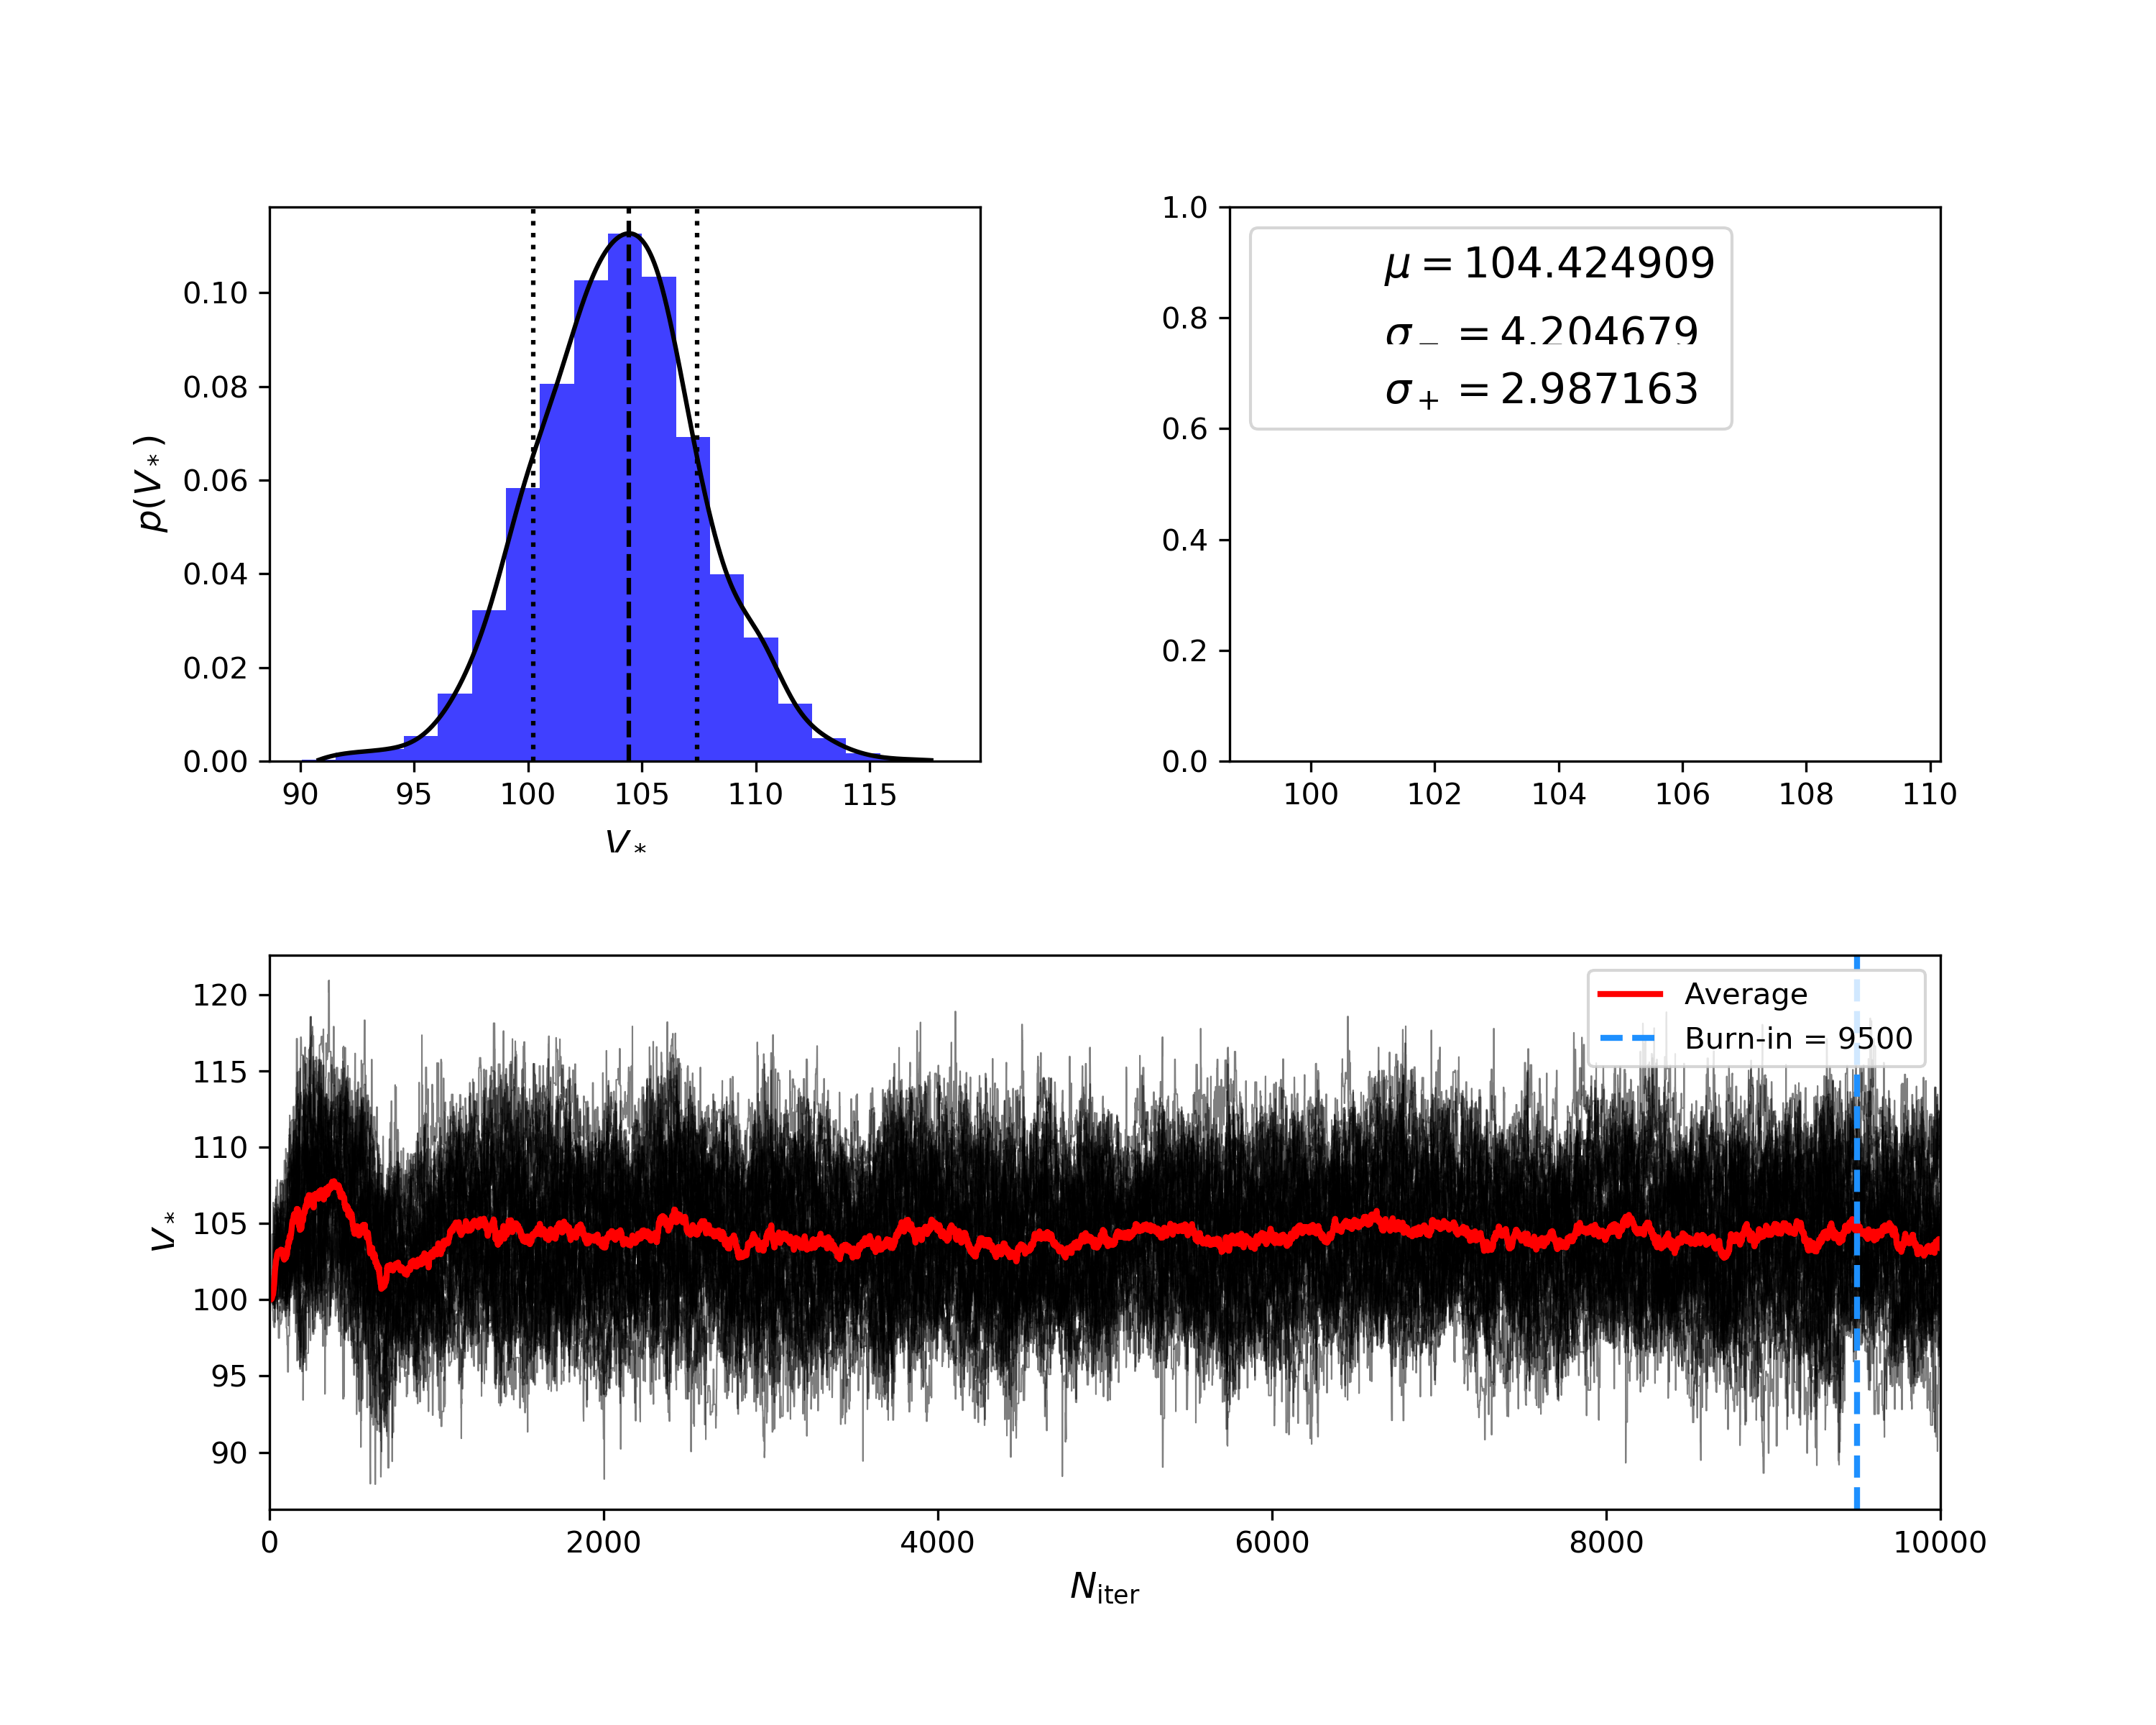 0.10
0.08
0.06
0.04
0.02
0.00
p(V*)
90 95 100 105 110 115
V*
1.0
0.8
0.6
0.4
0.2
0.0
μ = 104.424909
σ− = 4.204679
σ+ = 2.987163
100 102 104 106 108 110
120
115
110
105
100
95
90
V*
Average
Burn-in = 9500
0 2000 4000 6000 8000 10000
Niter